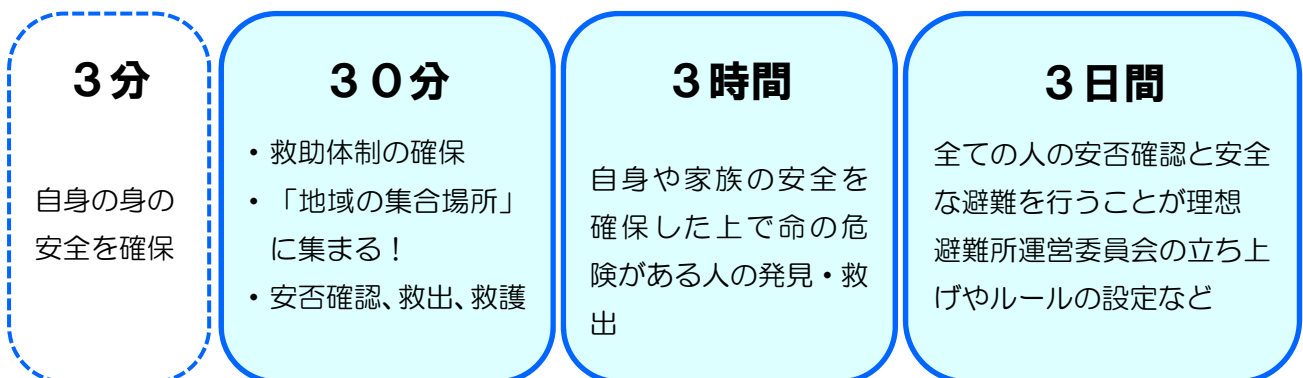 ３分
自身の身の
安全を確保
３０分
・救助体制の確保
・「地域の集合場所」
に集まる！
・安否確認、救出、救護
３時間
自身や家族の安全を
確保した上で命の危
険がある人の発見・救
出
３日間
全ての人の安否確認と安全
な避難を行うことが理想
避難所運営委員会の立ち上
げやルールの設定など